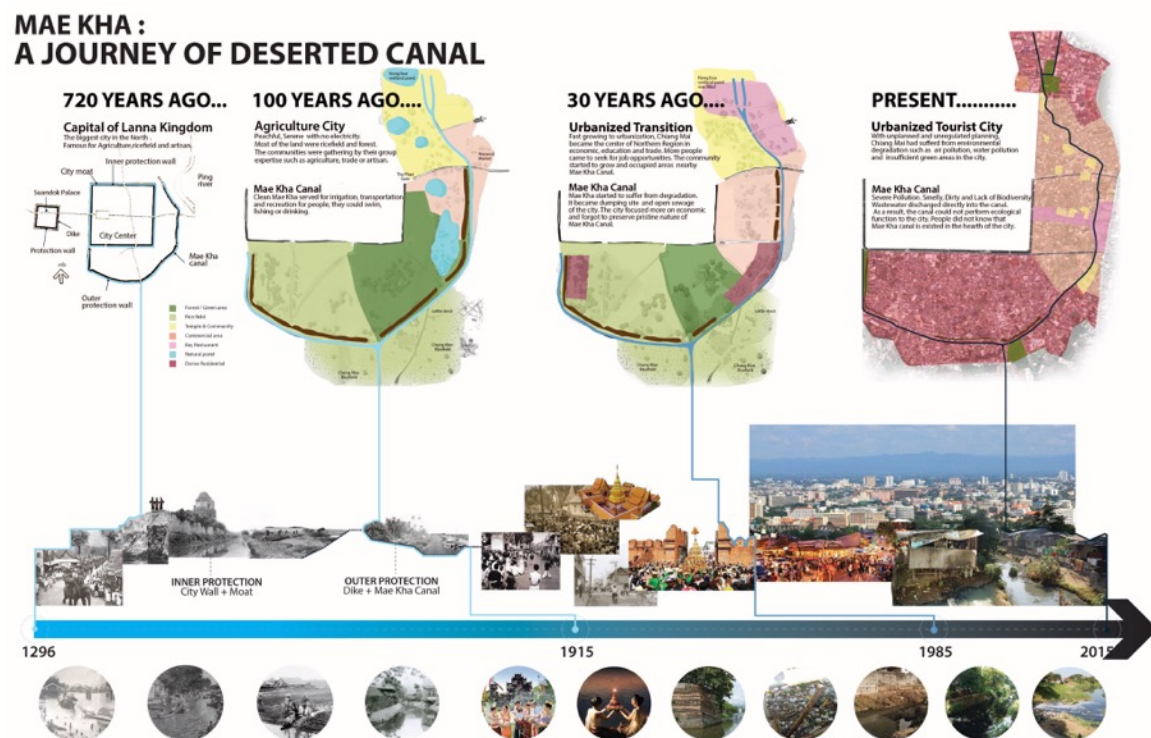 MAE KHA :
A JOURNEY OF DESERTED CANAL
720 YEARS AGO...
Capital of Lanna Kingdom
The biggest city in the North .
Famouse for Agriculture,ricefield and artisan.
Inner protection wall
City moat
Ping
river
Suandok Palace
City Center
Dike
Protection wall
Mae Kha
canal
Outer
protection wall
100 YEARS AGO....
Agriculture City
Peachful, Serene with no electricity.
Most of the land were ricefield and forest.
The communities were gathering by their group
expertise such as agriculture, trade or artisan.
Mae Kha Canal
Clean Mae Kha served for irrigation, transportation
and recreation for people, they could swim,
fishing or drinking.
Forest / Green area
Rice field
Temple & Community
Commercial area
Bar, Restaurant
Natural pond
Dense Residential
30 YEARS AGO....
Urbanized Transition
Fast growing to urbanization, Chiang Mai
became the center of Northern Region in
economic, education and trade. More people
came to seek for job opportunities. The community
started to grow and occupied areas nearby
Mae Kha Canal.
Mae Kha Canal
Mae Kha started to suffer from degradation.
It became dumping site and open sewage
of the city. The city focused more on economic
and forgot to preserve pristine nature of
Mae Kha Canal.
PRESENT...........
Urbanized Tourist City
With unplanned and unregulated planning,
Chiang Mai had suffered from environmental
degradation such as air pollution, water pollution
and insufficient green areas in the city.
Mae Kha Canal
Severe Pollution. Smelly, Dirty and Lack of Biodiversity
Wastewater discharged directly into the canal.
As a result, the canal could not perform ecological
function to the city. People did not know that
Mae Kha canal is existed in the hearth of the city.
INNER PROTECTION
City Wall + Moat
OUTER PROTECTION
Dike + Mae Kha Canal
1296
1915
1985
2015